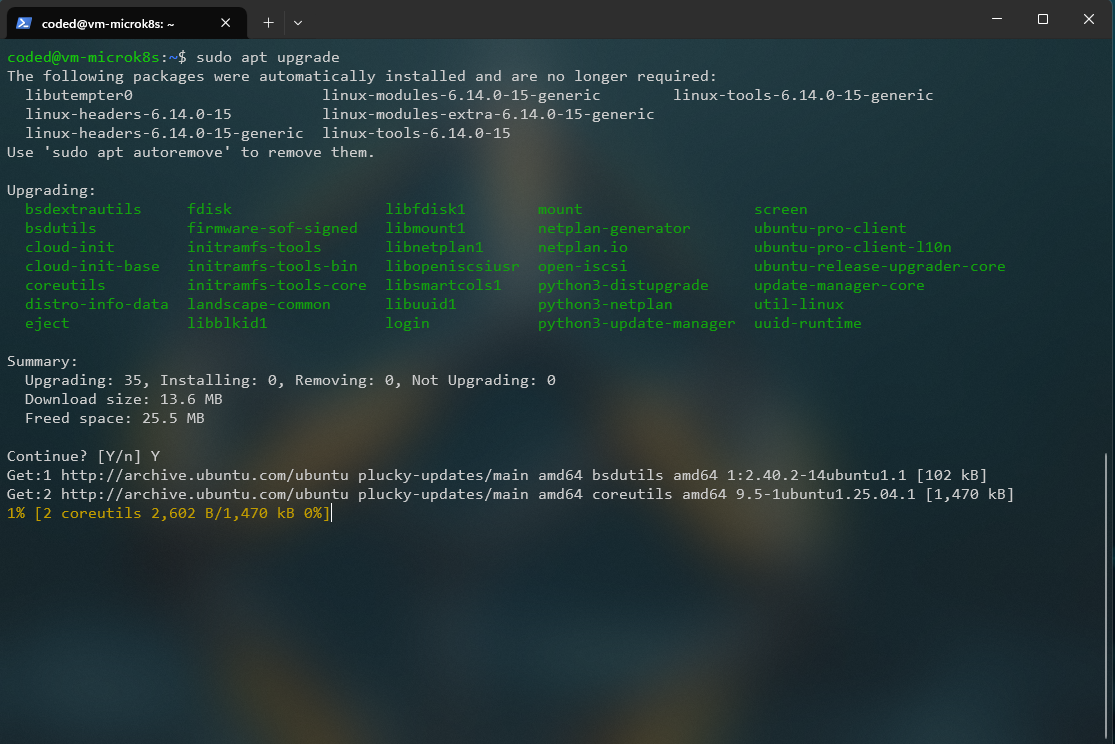 coded@vm-microk8s: ~
coded@vm-microk8s:~$ sudo apt upgrade
The following packages were automatically installed and are no longer required:
  libutempter0                     linux-modules-6.14.0-15-generic        linux-tools-6.14.0-15-generic
  linux-headers-6.14.0-15          linux-modules-extra-6.14.0-15-generic
  linux-headers-6.14.0-15-generic  linux-tools-6.14.0-15
Use 'sudo apt autoremove' to remove them.

Upgrading:
  bsdextrautils     fdisk                 libfdisk1       mount                  screen
  bsdutils          firmware-sof-signed   libmount1       netplan-generator      ubuntu-pro-client
  cloud-init        initramfs-tools       libnetplan1     netplan.io             ubuntu-pro-client-l10n
  cloud-init-base   initramfs-tools-bin   libopeniscsiusr  open-iscsi             ubuntu-release-upgrader-core
  coreutils         initramfs-tools-core  libsmartcols1   python3-distupgrade    update-manager-core
  distro-info-data  landscape-common      libuuid1        python3-netplan        util-linux
  eject             libblkid1             login           python3-update-manager  uuid-runtime

Summary:
  Upgrading: 35, Installing: 0, Removing: 0, Not Upgrading: 0
  Download size: 13.6 MB
  Freed space: 25.5 MB

Continue? [Y/n] Y
Get:1 http://archive.ubuntu.com/ubuntu plucky-updates/main amd64 bsdutils amd64 1:2.40.2-14ubuntu1.1 [102 kB]
Get:2 http://archive.ubuntu.com/ubuntu plucky-updates/main amd64 coreutils amd64 9.5-1ubuntu1.25.04.1 [1,470 kB]
1% [2 coreutils 2,602 B/1,470 kB 0%]